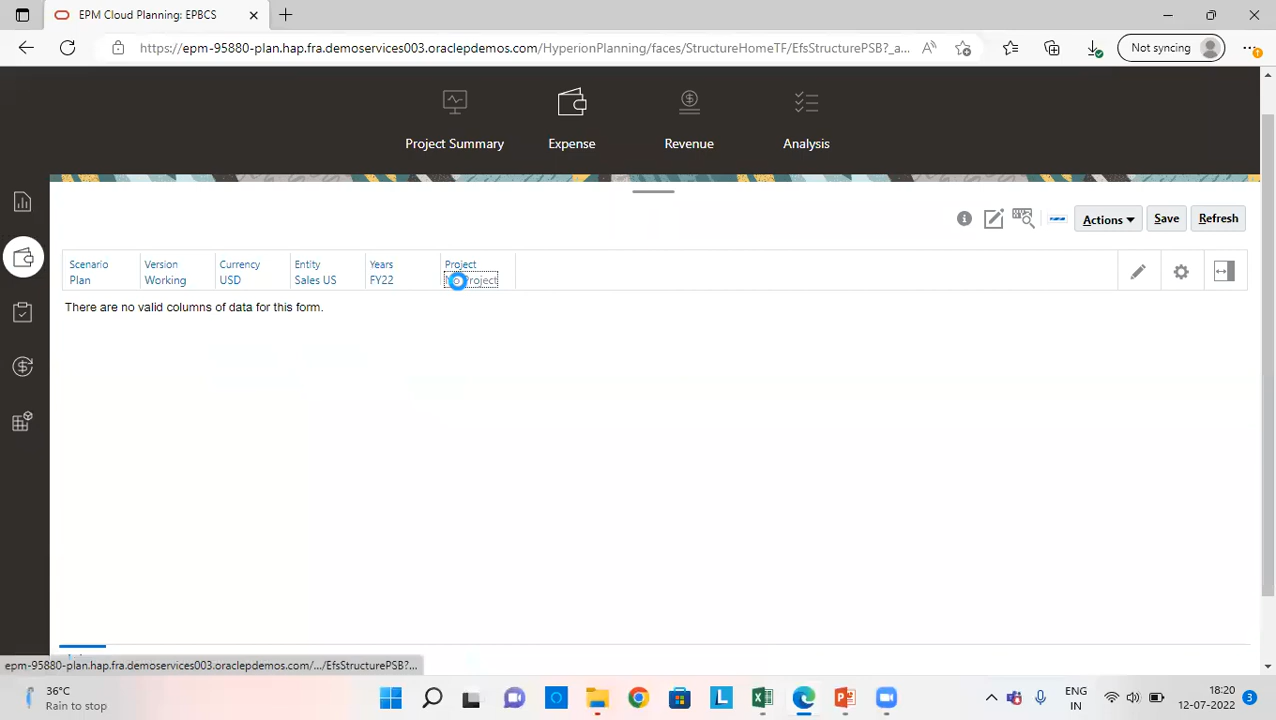 EPM Cloud Planning: EPBCS
https://epm-95880-plan.hap.fra.demoservices003.oraclepdemos.com/HyperionPlanning/faces/StructureHomeTF/EfsStructurePSB?_a...
Not syncing
Project Summary
Expense
Revenue
Analysis
Actions
Save
Refresh
Scenario
Plan
Version
Working
Currency
USD
Entity
Sales US
Years
FY22
Project
Project
There are no valid columns of data for this form.
epm-95880-plan.hap.fra.demoservices003.oraclepdemos.com/.../EfsStructurePSB?...
36°C
Rain to stop
ENG
IN
18:20
12-07-2022
3